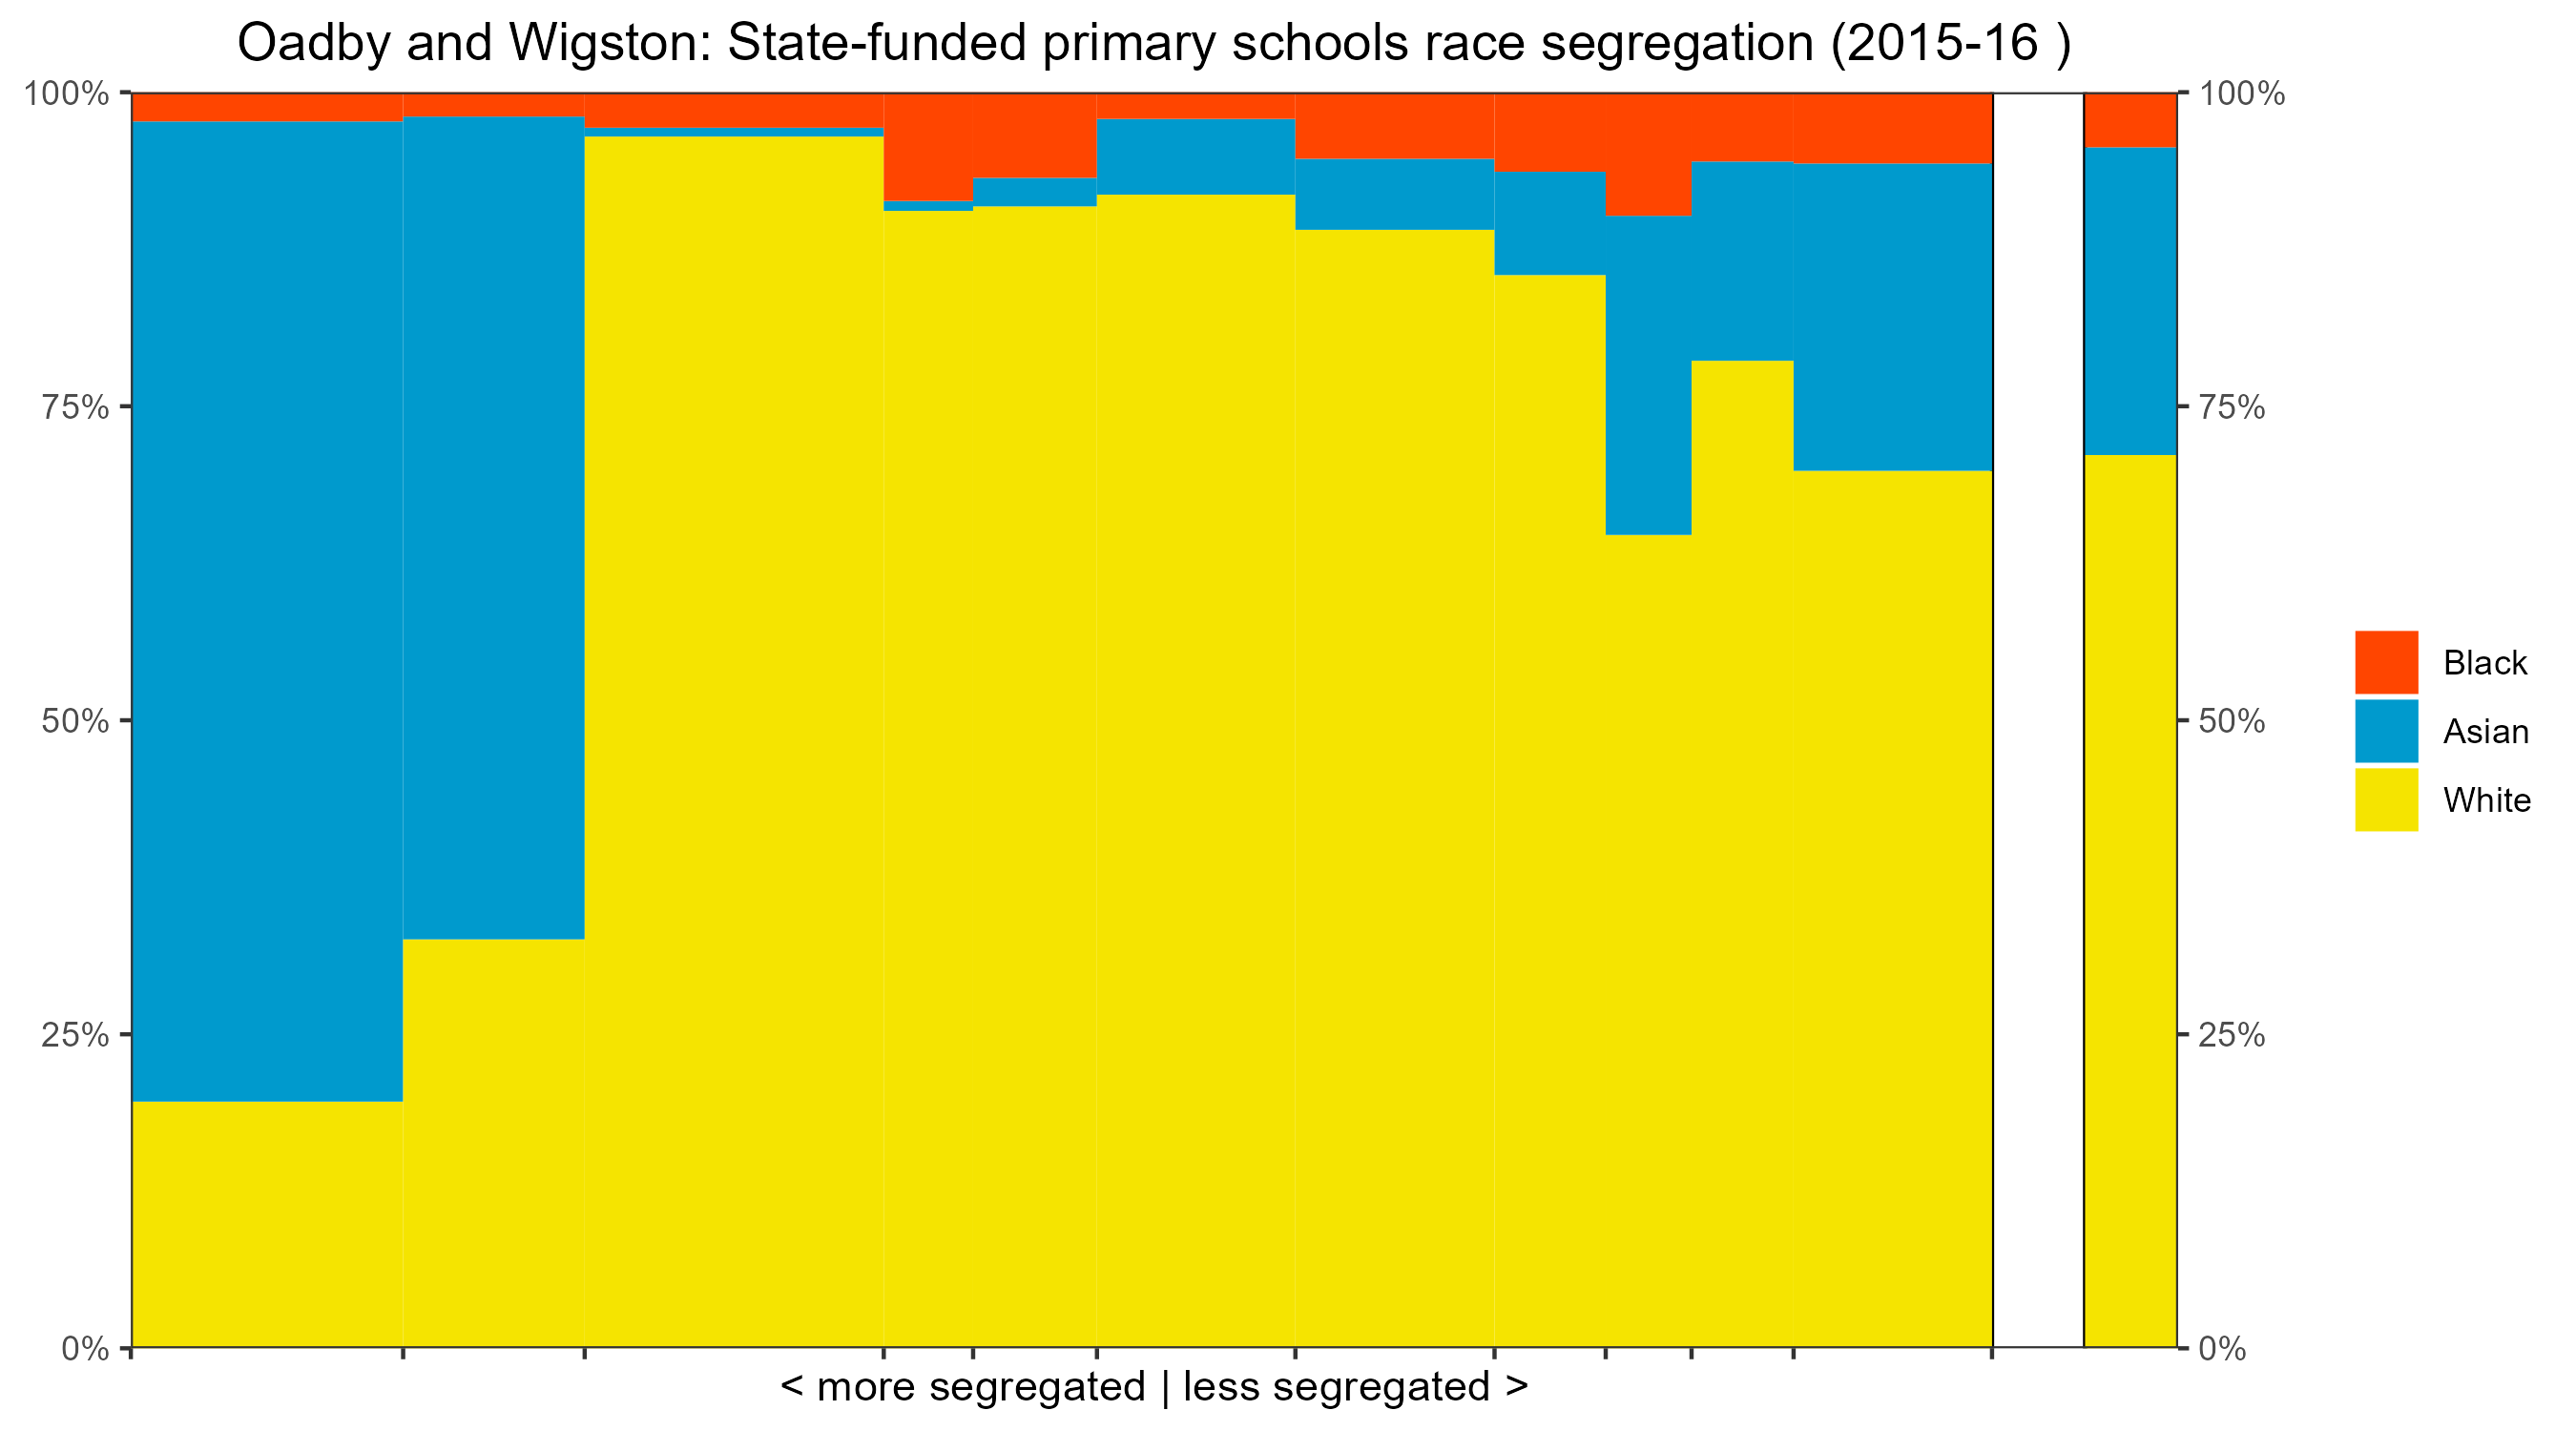 Oadby and Wigston: State-funded primary schools race segregation (2015-16 )
100%
75%
50%
25%
0%
100%
75%
50%
25%
0%
Black
Asian
White
< more segregated | less segregated >